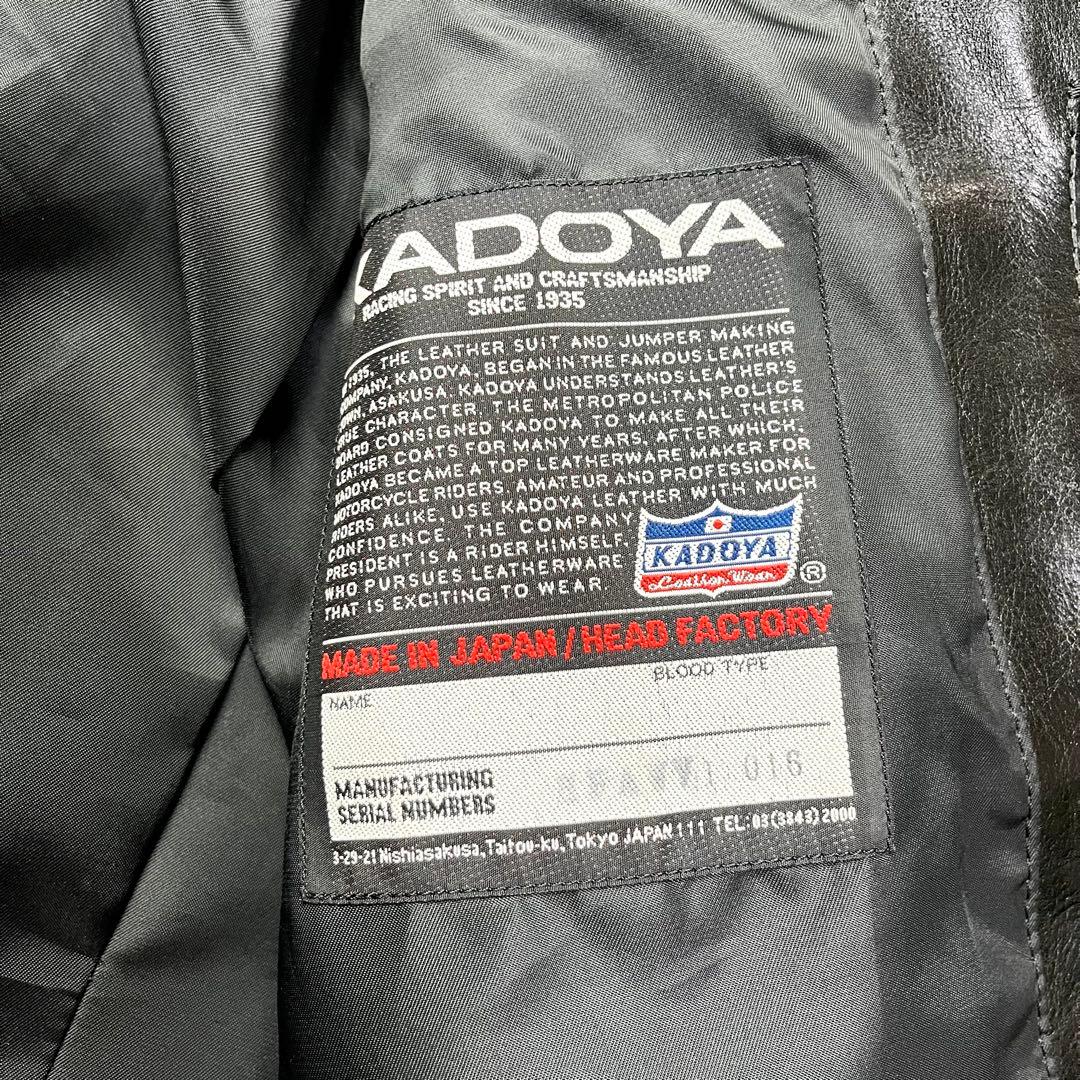 KADOYA
RACING SPIRIT AND CRAFTSMANSHIP
SINCE 1935
1935, THE LEATHER SUIT AND JUMPER MAKING
COMPANY, KADOYA, BEGAN IN THE FAMOUS LEATHER
TOWN, ASAKUSA. KADOYA UNDERSTANDS LEATHER'S
TRUE CHARACTER. THE METROPOLITAN POLICE
BOARD CONSIGNED KADOYA TO MAKE ALL THEIR
LEATHER COATS FOR MANY YEARS. AFTER WHICH,
KADOYA BECAME A TOP LEATHERWARE MAKER FOR
MOTORCYCLE RIDERS. AMATEUR AND PROFESSIONAL
RIDERS ALIKE, USE KADOYA LEATHER WITH MUCH
CONFIDENCE. THE COMPANY
PRESIDENT IS A RIDER HIMSELF,
WHO PURSUES LEATHERWARE
THAT IS EXCITING TO WEAR.
KADOYA
Leather Wear
®
MADE IN JAPAN / HEAD FACTORY
NAME
BLOOD TYPE
MANUFACTURING
SERIAL NUMBERS
016
3-29-21 Nishiasakusa, Taitou-ku, Tokyo JAPAN 111 TEL: 03(3843)2000